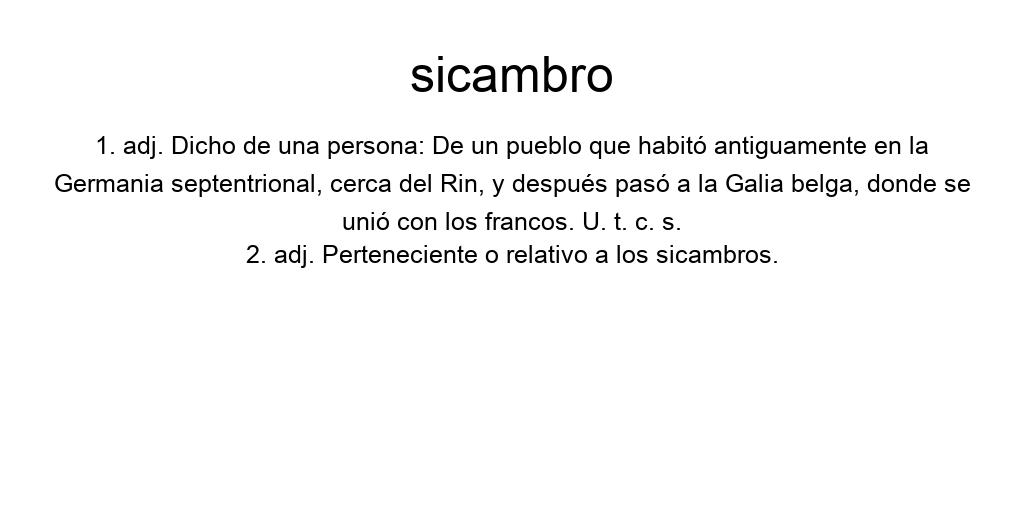 sicambro
1. adj. Dicho de una persona: De un pueblo que habitó antiguamente en la
Germania septentrional, cerca del Rin, y después pasó a la Galia belga, donde se
unió con los francos. U. t. c. s.
2. adj. Perteneciente o relativo a los sicambros.